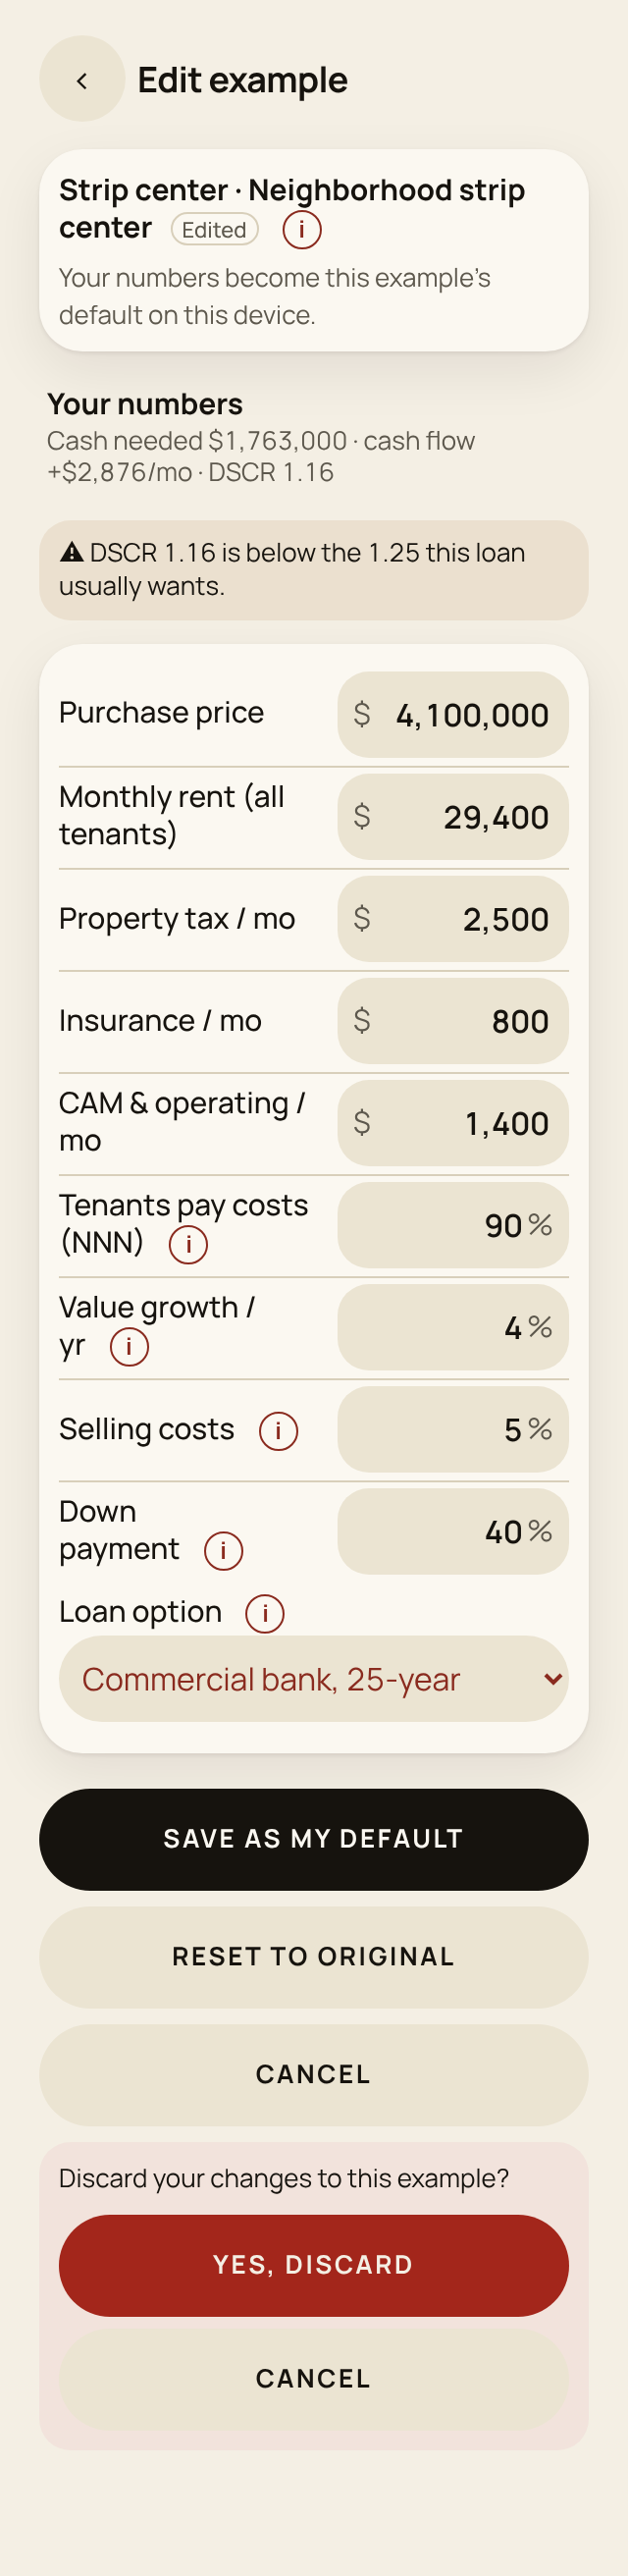 ‹ Edit example
Strip center · Neighborhood strip
center Edited i
Your numbers become this example's
default on this device.
Your numbers
Cash needed $1,763,000 · cash flow
+$2,876/mo · DSCR 1.16
⚠ DSCR 1.16 is below the 1.25 this loan
usually wants.
Purchase price $ 4,100,000
Monthly rent (all
tenants) $ 29,400
Property tax / mo $ 2,500
Insurance / mo $ 800
CAM & operating /
mo $ 1,400
Tenants pay costs
(NNN) i 90 %
Value growth /
yr i 4 %
Selling costs i 5 %
Down
payment i 40 %
Loan option i
Commercial bank, 25-year
SAVE AS MY DEFAULT
RESET TO ORIGINAL
CANCEL
Discard your changes to this example?
YES, DISCARD
CANCEL